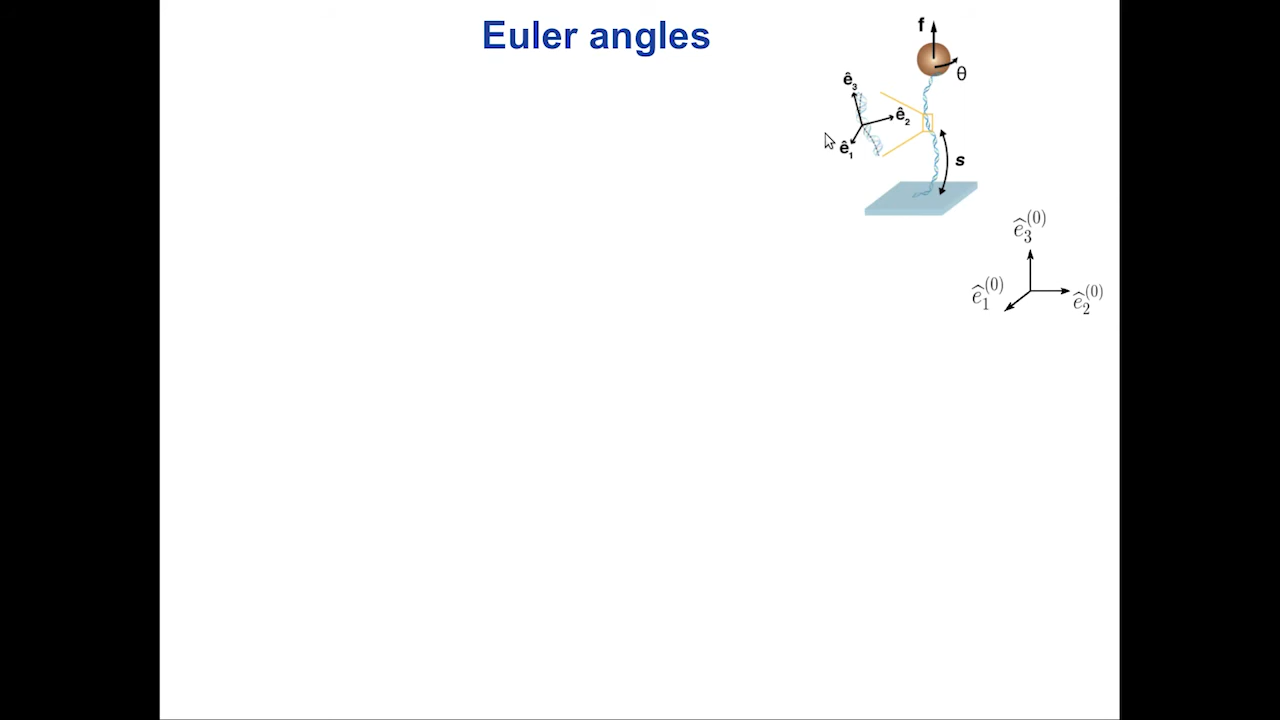 Euler angles
f
θ
ê₃
ê₂
ê₁
s
ê₃⁽⁰⁾
ê₁⁽⁰⁾
ê₂⁽⁰⁾